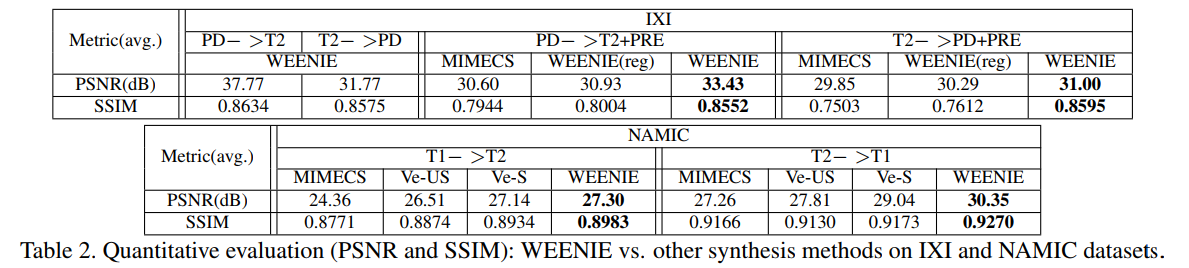 IXI
Metric(avg.) PD− >T2 T2− >PD PD− >T2+PRE T2− >PD+PRE
WEENIE MIMECS WEENIE(reg) WEENIE MIMECS WEENIE(reg) WEENIE
PSNR(dB) 37.77 31.77 30.60 30.93 33.43 29.85 30.29 31.00
SSIM 0.8634 0.8575 0.7944 0.8004 0.8552 0.7503 0.7612 0.8595
NAMIC
Metric(avg.) T1− >T2 T2− >T1
MIMECS Ve-US Ve-S WEENIE MIMECS Ve-US Ve-S WEENIE
PSNR(dB) 24.36 26.51 27.14 27.30 27.26 27.81 29.04 30.35
SSIM 0.8771 0.8874 0.8934 0.8983 0.9166 0.9130 0.9173 0.9270
Table 2. Quantitative evaluation (PSNR and SSIM): WEENIE vs. other synthesis methods on IXI and NAMIC datasets.